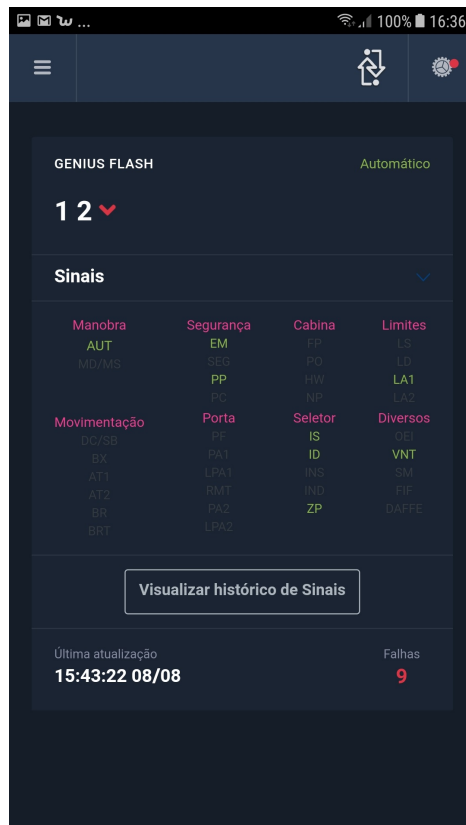 ... 100% 16:36
GENIUS FLASH Automático
1 2
Sinais
Manobra Segurança Cabina Limites
AUT EM FP LS
MD/MS SEG PO LD
PP HW LA1
PC NP LA2
Movimentação Porta Seletor Diversos
DC/SB PF IS OEI
BX PA1 ID VNT
AT1 LPA1 INS SM
AT2 RMT IND FIF
BR PA2 ZP DAFFE
BRT LPA2
Visualizar histórico de Sinais
Última atualização Falhas
15:43:22 08/08 9